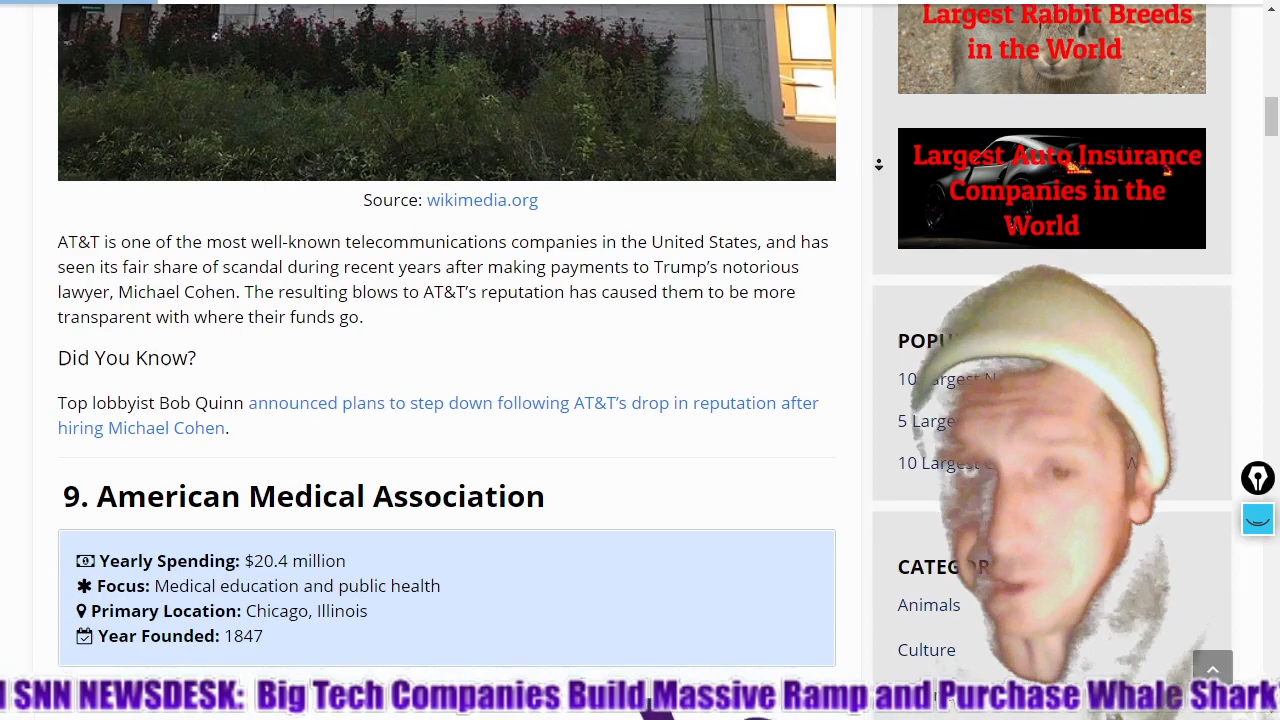 Largest Rabbit Breeds
in the World
Largest Auto Insurance
Companies in the
World
Source: wikimedia.org
AT&T is one of the most well-known telecommunications companies in the United States, and has
seen its fair share of scandal during recent years after making payments to Trump’s notorious
lawyer, Michael Cohen. The resulting blows to AT&T’s reputation has caused them to be more
transparent with where their funds go.
Did You Know?
Top lobbyist Bob Quinn announced plans to step down following AT&T’s drop in reputation after
hiring Michael Cohen.
9. American Medical Association
Yearly Spending: $20.4 million
Focus: Medical education and public health
Primary Location: Chicago, Illinois
Year Founded: 1847
10 Largest
5
10 Largest
Animals
Culture
SNN NEWSDESK: Big Tech Companies Build Massive Ramp and Purchase Whale Shark